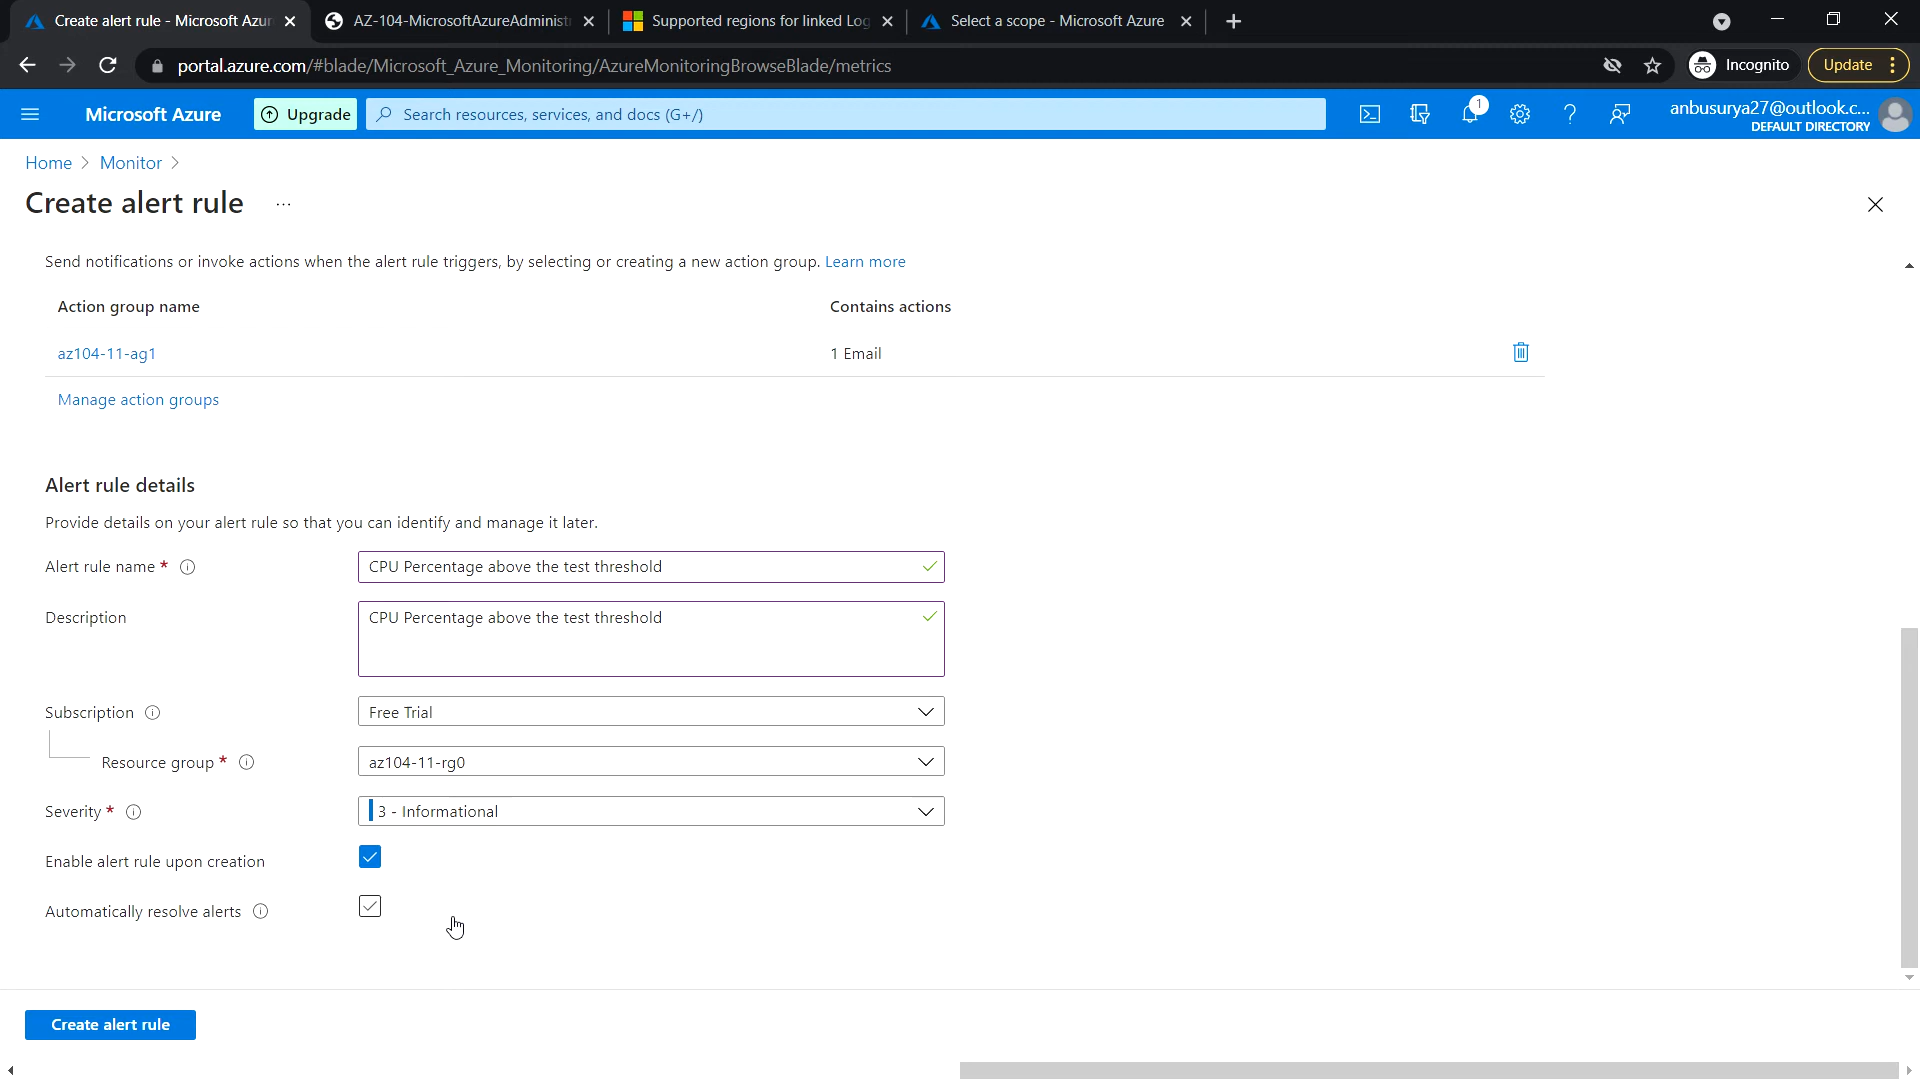 Create alert rule - Microsoft Azur
AZ-104-MicrosoftAzureAdminist
Supported regions for linked Log
Select a scope - Microsoft Azure
portal.azure.com/#blade/Microsoft_Azure_Monitoring/AzureMonitoringBrowseBlade/metrics
Incognito
Update
Microsoft Azure
Upgrade
Search resources, services, and docs (G+/)
1
anbusurya27@outlook.c...
DEFAULT DIRECTORY
Home > Monitor >
Create alert rule ...
Send notifications or invoke actions when the alert rule triggers, by selecting or creating a new action group. Learn more
Action group name
Contains actions
az104-11-ag1
1 Email
Manage action groups
Alert rule details
Provide details on your alert rule so that you can identify and manage it later.
Alert rule name *
CPU Percentage above the test threshold
Description
CPU Percentage above the test threshold
Subscription
Free Trial
Resource group *
az104-11-rg0
Severity *
3 - Informational
Enable alert rule upon creation
Automatically resolve alerts
Create alert rule